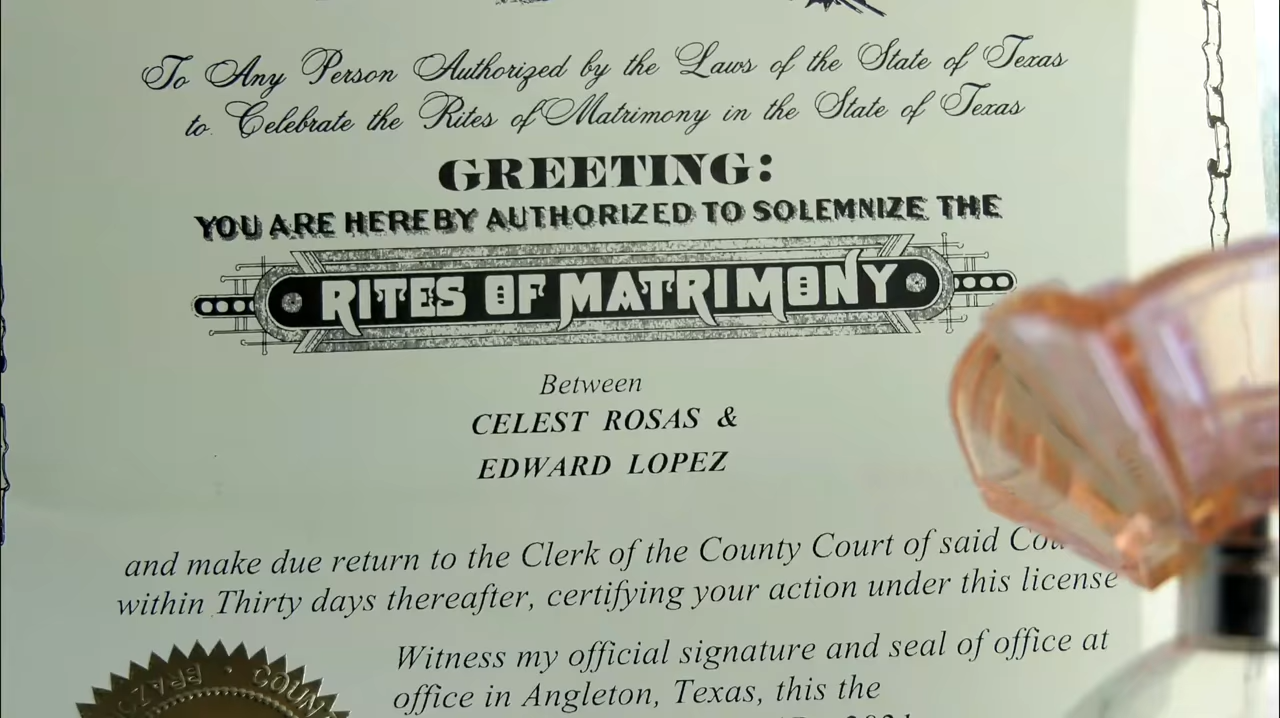 To Any Person Authorized by the Laws of the State of Texas
to Celebrate the Rites of Matrimony in the State of Texas
GREETING:
YOU ARE HEREBY AUTHORIZED TO SOLEMNIZE THE
RITES OF MATRIMONY
Between
CELEST ROSAS &
EDWARD LOPEZ
and make due return to the Clerk of the County Court of said
within Thirty days thereafter, certifying your action under this license
Witness my official signature and seal of office at
office in Angleton, Texas, this the